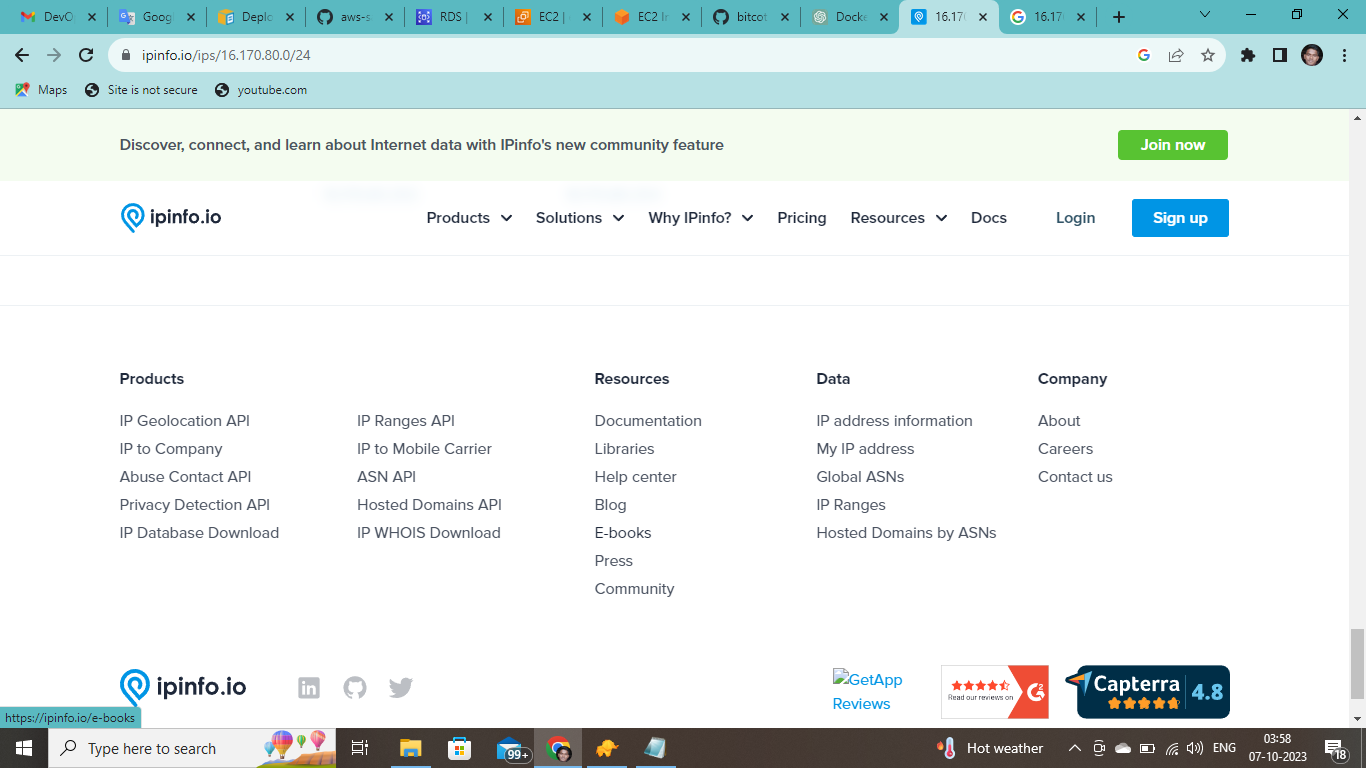 DevO
Goog
Deplo
aws-s
RDS |
EC2 |
EC2 In
bitcot
Docke
16.170
16.170
ipinfo.io/ips/16.170.80.0/24
Maps
Site is not secure
youtube.com
Discover, connect, and learn about Internet data with IPinfo's new community feature
Join now
ipinfo.io
Products
Solutions
Why IPinfo?
Pricing
Resources
Docs
Login
Sign up
Products
IP Geolocation API
IP to Company
Abuse Contact API
Privacy Detection API
IP Database Download
IP Ranges API
IP to Mobile Carrier
ASN API
Hosted Domains API
IP WHOIS Download
Resources
Documentation
Libraries
Help center
Blog
E-books
Press
Community
Data
IP address information
My IP address
Global ASNs
IP Ranges
Hosted Domains by ASNs
Company
About
Careers
Contact us
ipinfo.io
GetApp
Reviews
Read our reviews on
Capterra
4.8
https://ipinfo.io/e-books
Type here to search
99+
Hot weather
ENG
03:58
07-10-2023
18